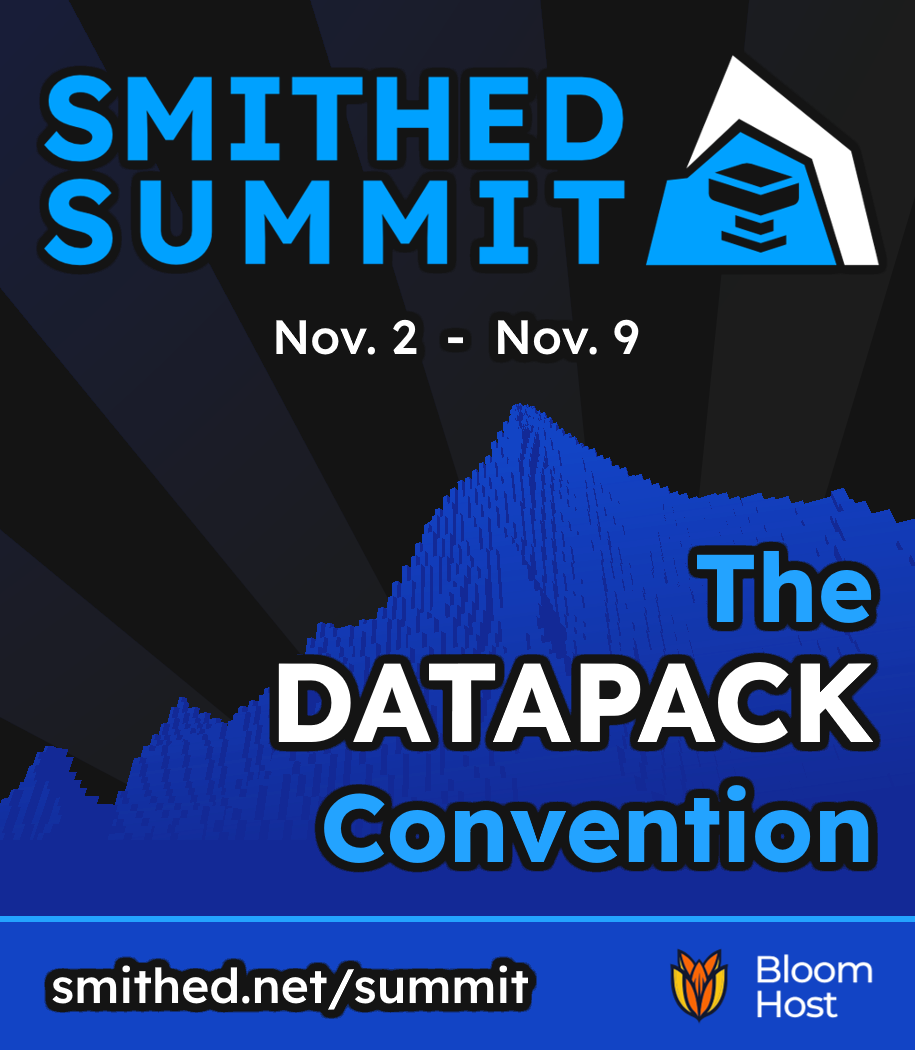 SMITHED
SUMMIT
Nov. 2 - Nov. 9
The
DATAPACK
Convention
smithed.net/summit
Bloom
Host